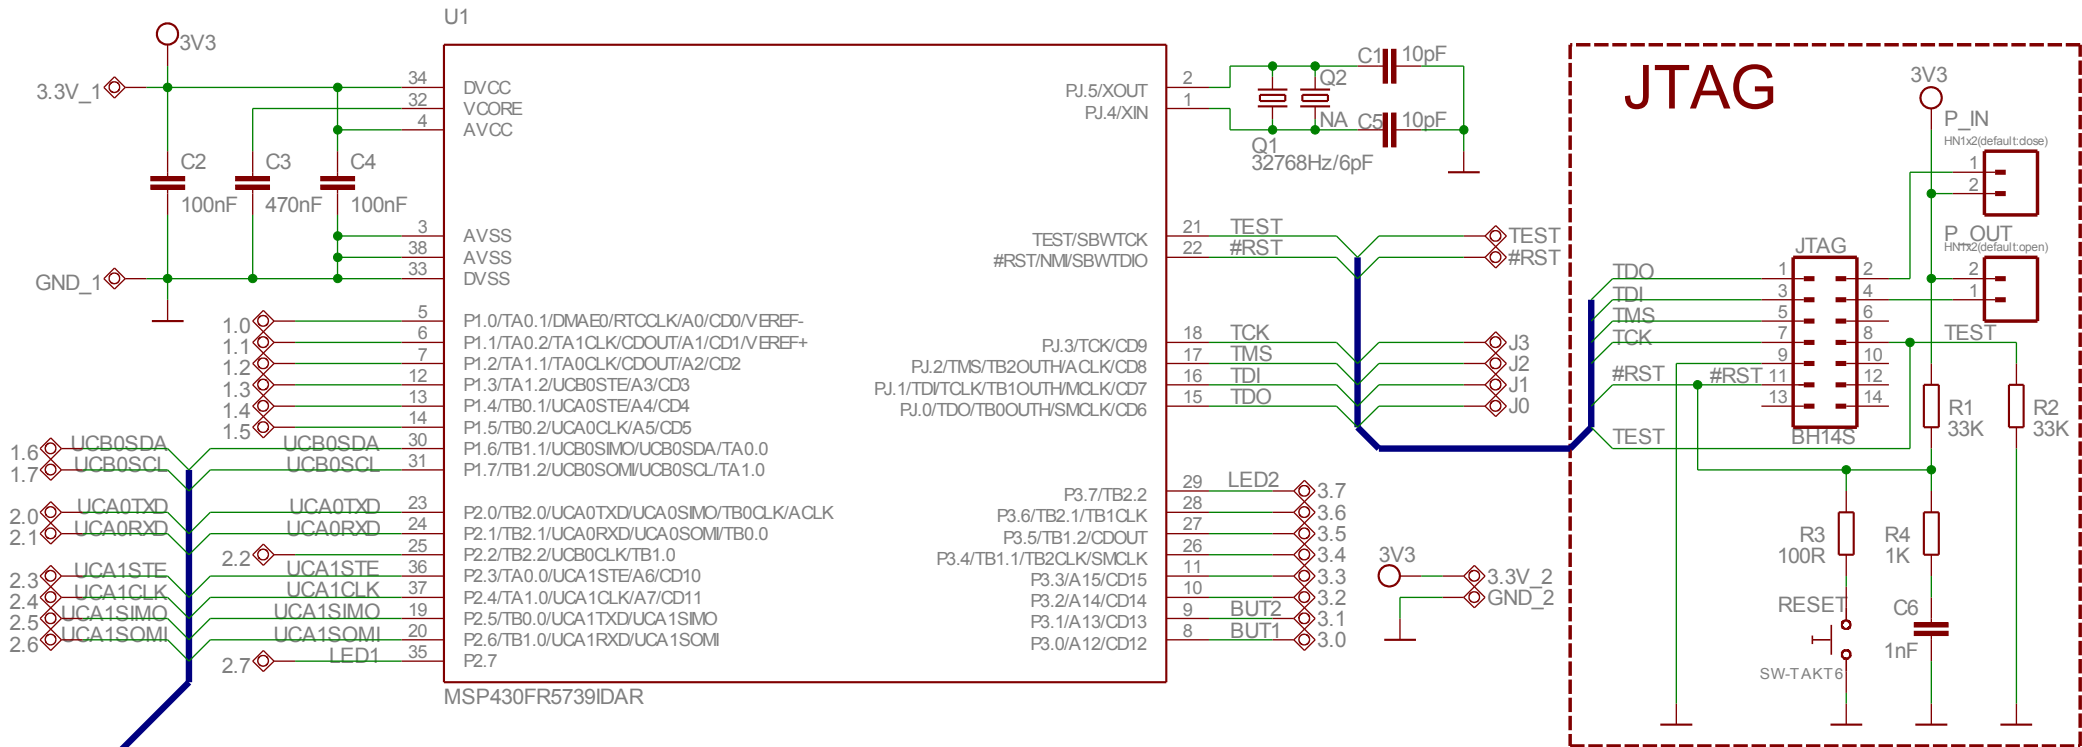 U1
3V3
3.3V_1
34 DVCC
32 VCORE
4 AVCC
C2 100nF
C3 470nF
C4 100nF
3 AVSS
38 AVSS
33 DVSS
GND_1
1.0 5 P1.0/TA0.1/DMAE0/RTCCLK/A0/CD0/VEREF-
1.1 6 P1.1/TA0.2/TA1CLK/CDOUT/A1/CD1/VEREF+
1.2 7 P1.2/TA1.1/TA0CLK/CDOUT/A2/CD2
1.3 12 P1.3/TA1.2/UCB0STE/A3/CD3
1.4 13 P1.4/TB0.1/UCA0STE/A4/CD4
1.5 14 P1.5/TB0.2/UCA0CLK/A5/CD5
1.6 UCB0SDA UCB0SDA 30 P1.6/TB1.1/UCB0SIMO/UCB0SDA/TA0.0
1.7 UCB0SCL UCB0SCL 31 P1.7/TB1.2/UCB0SOMI/UCB0SCL/TA1.0
2.0 UCA0TXD UCA0TXD 23 P2.0/TB2.0/UCA0TXD/UCA0SIMO/TB0CLK/ACLK
2.1 UCA0RXD UCA0RXD 24 P2.1/TB2.1/UCA0RXD/UCA0SOMI/TB0.0
2.2 25 P2.2/TB2.2/UCB0CLK/TB1.0
2.3 UCA1STE UCA1STE 36 P2.3/TA0.0/UCA1STE/A6/CD10
2.4 UCA1CLK UCA1CLK 37 P2.4/TA1.0/UCA1CLK/A7/CD11
2.5 UCA1SIMO UCA1SIMO 19 P2.5/TB0.0/UCA1TXD/UCA1SIMO
2.6 UCA1SOMI UCA1SOMI 20 P2.6/TB1.0/UCA1RXD/UCA1SOMI
2.7 LED1 35 P2.7
MSP430FR5739IDAR
PJ.5/XOUT 2
PJ.4/XIN 1
C1 10pF
Q2
NA
C5 10pF
Q1
32768Hz/6pF
TEST/SBWTCK 21 TEST TEST
#RST/NMI/SBWTDIO 22 #RST #RST
PJ.3/TCK/CD9 18 TCK J3
PJ.2/TMS/TB2OUTH/ACLK/CD8 17 TMS J2
PJ.1/TDI/TCLK/TB1OUTH/MCLK/CD7 16 TDI J1
PJ.0/TDO/TB0OUTH/SMCLK/CD6 15 TDO J0
P3.7/TB2.2 29 LED2 3.7
P3.6/TB2.1/TB1CLK 28 3.6
P3.5/TB1.2/CDOUT 27 3.5
P3.4/TB1.1/TB2CLK/SMCLK 26 3.4
P3.3/A15/CD15 11 3.3
P3.2/A14/CD14 10 3.2
P3.1/A13/CD13 9 BUT2 3.1
P3.0/A12/CD12 8 BUT1 3.0
3V3
3.3V_2
GND_2
JTAG
3V3
P_IN
HN1x2(default:close)
1
2
P_OUT
HN1x2(default:open)
2
1
JTAG
TDO 1 2
TDI 3 4
TMS 5 6
TCK 7 8 TEST
9 10
#RST #RST 11 12
13 14
BH14S
TEST
R1
33K
R2
33K
R3
100R
R4
1K
RESET
SW-TAKT6
C6
1nF